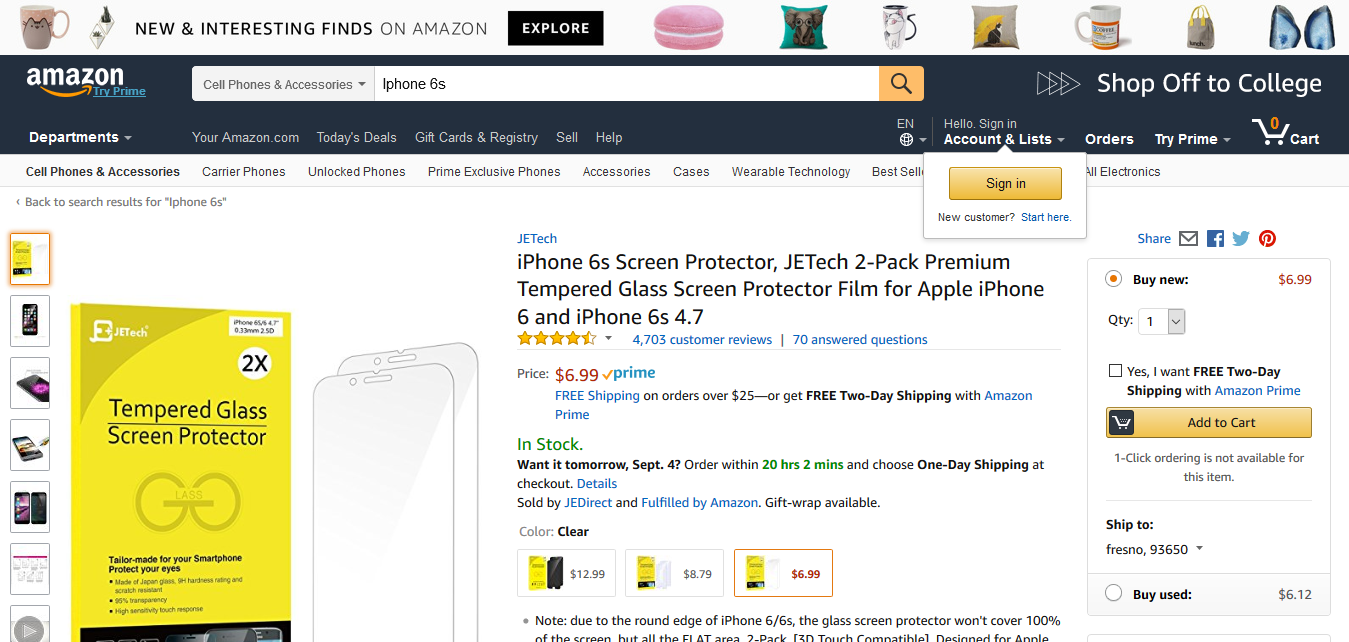 NEW & INTERESTING FINDS ON AMAZON EXPLORE
amazon
Try Prime
Cell Phones & Accessories
Iphone 6s
Shop Off to College
Departments
Your Amazon.com Today's Deals Gift Cards & Registry Sell Help
EN
Hello. Sign in
Account & Lists
Orders
Try Prime
0
Cart
Cell Phones & Accessories Carrier Phones Unlocked Phones Prime Exclusive Phones Accessories Cases Wearable Technology Best Sell
All Electronics
Sign in
New customer? Start here.
‹ Back to search results for "Iphone 6s"
JETech
iPhone 6s Screen Protector, JETech 2-Pack Premium
Tempered Glass Screen Protector Film for Apple iPhone
6 and iPhone 6s 4.7
4,703 customer reviews | 70 answered questions
Price: $6.99 prime
FREE Shipping on orders over $25—or get FREE Two-Day Shipping with Amazon
Prime
In Stock.
Want it tomorrow, Sept. 4? Order within 20 hrs 2 mins and choose One-Day Shipping at
checkout. Details
Sold by JEDirect and Fulfilled by Amazon. Gift-wrap available.
Color: Clear
$12.99
$8.79
$6.99
Note: due to the round edge of iPhone 6/6s, the glass screen protector won't cover 100%
of the screen, but all the FLAT area. 2-Pack. [3D Touch Compatible]. Designed for Apple
JETech
iPhone 6S/6 4.7"
0.33mm 2.5D
2X
Tempered Glass
Screen Protector
GLASS
Tailor-made for your Smartphone
Protect your eyes
Made of Japan glass, 9H hardness rating and
scratch resistant
95% transparency
High sensitivity touch response
Share
Buy new: $6.99
Qty: 1
Yes, I want FREE Two-Day
Shipping with Amazon Prime
Add to Cart
1-Click ordering is not available for
this item.
Ship to:
fresno, 93650
Buy used: $6.12